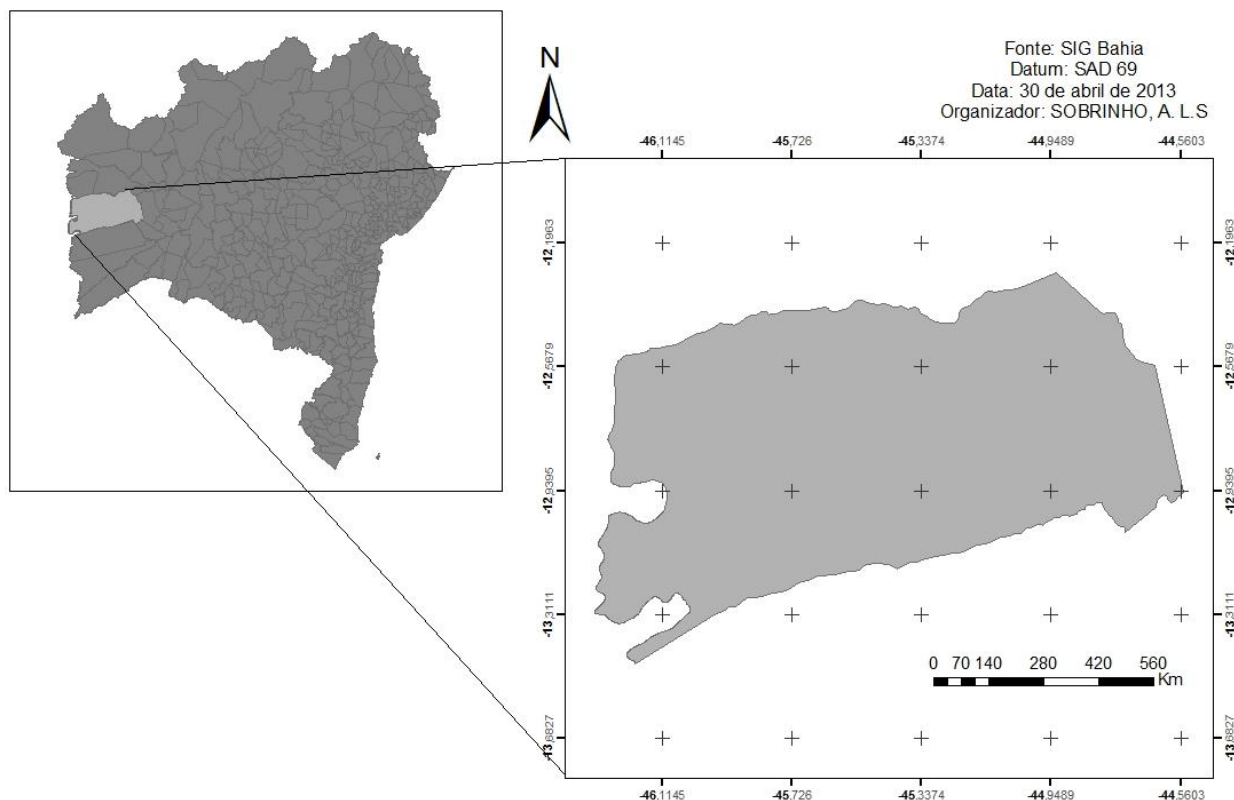 N
Fonte: SIG Bahia
Datum: SAD 69
Data: 30 de abril de 2013
Organizador: SOBRINHO, A. L.S
-46,1145 -45,726 -45,3374 -44,9489 -44,5603
-12,1963 -12,1963
-12,5679 -12,5679
-12,9395 -12,9395
-13,3111 -13,3111
0 70 140 280 420 560
Km
-13,6827 -13,6827
-46,1145 -45,726 -45,3374 -44,9489 -44,5603